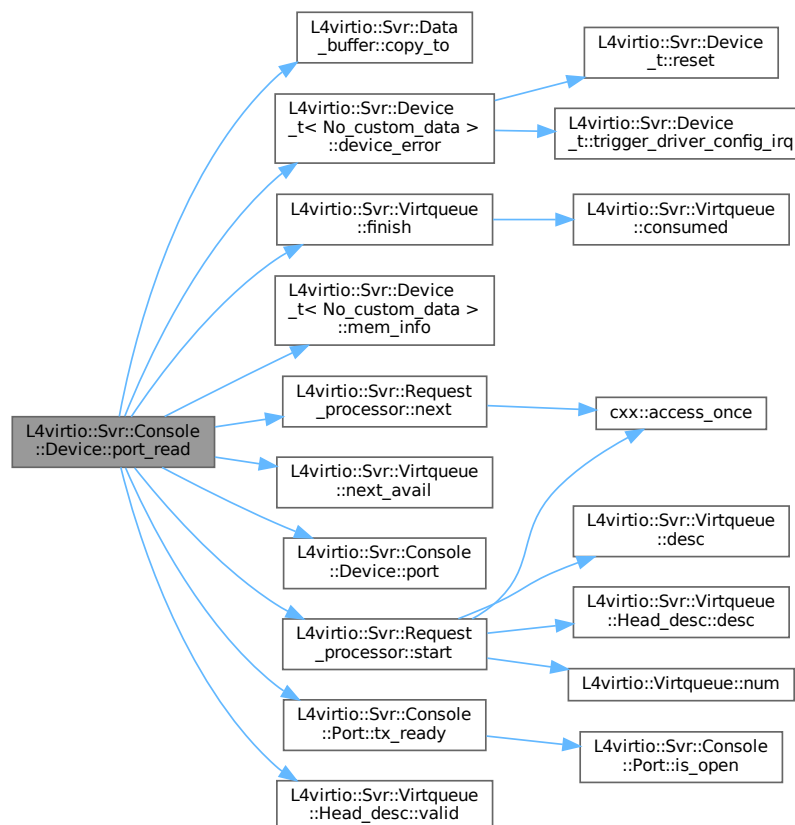 L4virtio::Svr::Console
::Device::port_read
L4virtio::Svr::Data
_buffer::copy_to
L4virtio::Svr::Device
_t< No_custom_data >
::device_error
L4virtio::Svr::Device
_t::reset
L4virtio::Svr::Device
_t::trigger_driver_config_irq
L4virtio::Svr::Virtqueue
::finish
L4virtio::Svr::Virtqueue
::consumed
L4virtio::Svr::Device
_t< No_custom_data >
::mem_info
L4virtio::Svr::Request
_processor::next
cxx::access_once
L4virtio::Svr::Virtqueue
::next_avail
L4virtio::Svr::Console
::Device::port
L4virtio::Svr::Request
_processor::start
L4virtio::Svr::Virtqueue
::desc
L4virtio::Svr::Virtqueue
::Head_desc::desc
L4virtio::Virtqueue::num
L4virtio::Svr::Console
::Port::tx_ready
L4virtio::Svr::Console
::Port::is_open
L4virtio::Svr::Virtqueue
::Head_desc::valid